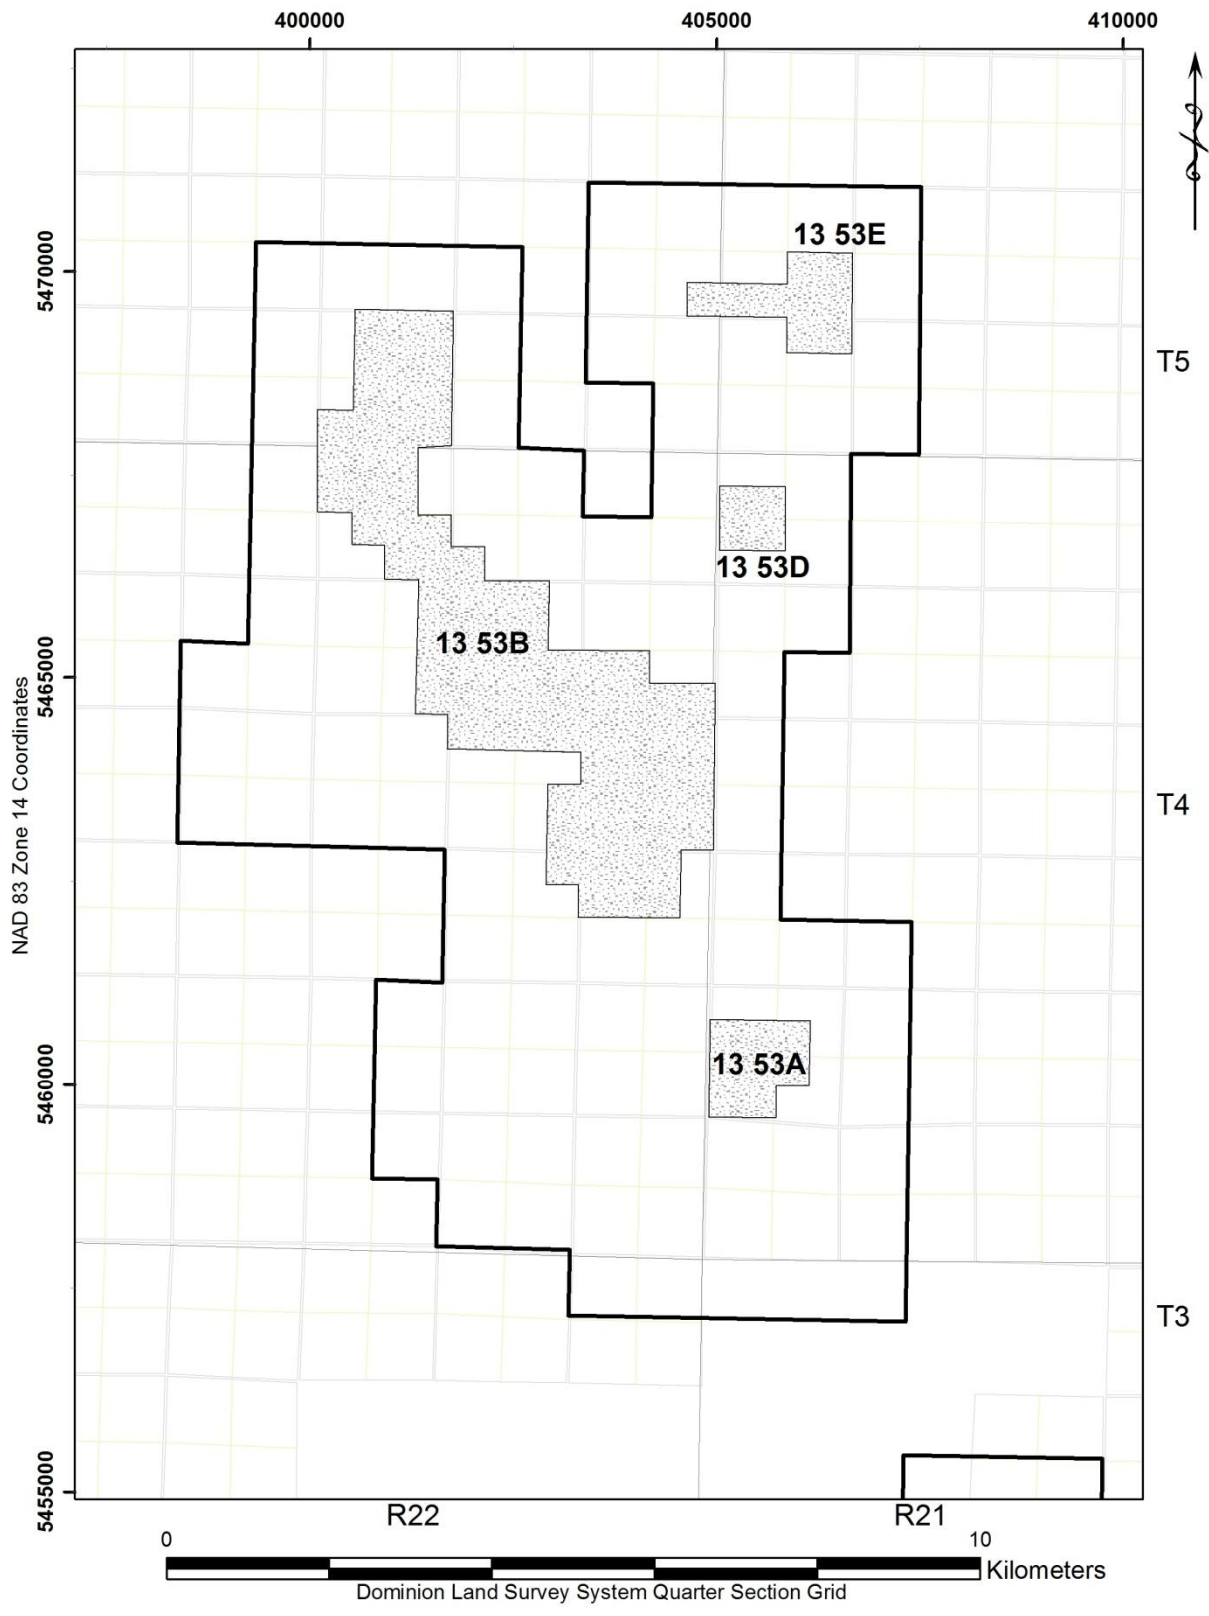 400000 405000 410000
5470000
13 53E
T5
13 53D
13 53B
5465000
NAD 83 Zone 14 Coordinates
T4
13 53A
5460000
T3
5455000
R22 R21
0 10
Kilometers
Dominion Land Survey System Quarter Section Grid